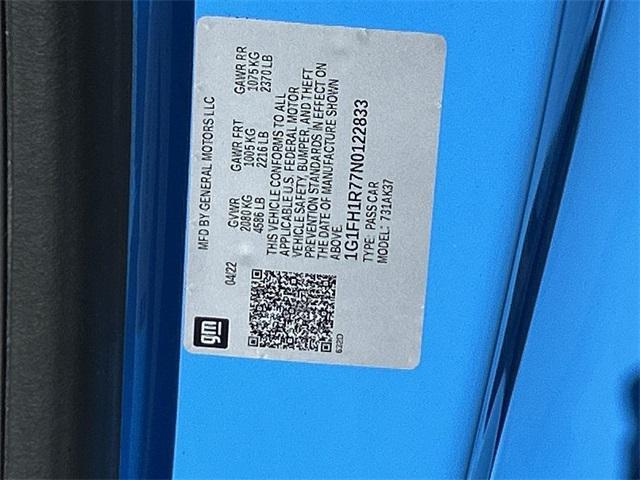 MFD BY GENERAL MOTORS LLC
04/22 GVWR GAWR FRT GAWR RR
2080 KG 1005 KG 1075 KG
4586 LB 2216 LB 2370 LB
THIS VEHICLE CONFORMS TO ALL
APPLICABLE U.S. FEDERAL MOTOR
VEHICLE SAFETY, BUMPER, AND THEFT
PREVENTION STANDARDS IN EFFECT ON
THE DATE OF MANUFACTURE SHOWN
ABOVE.
1G1FH1R77N0122833
TYPE: PASS CAR
MODEL: 731AK37
gm